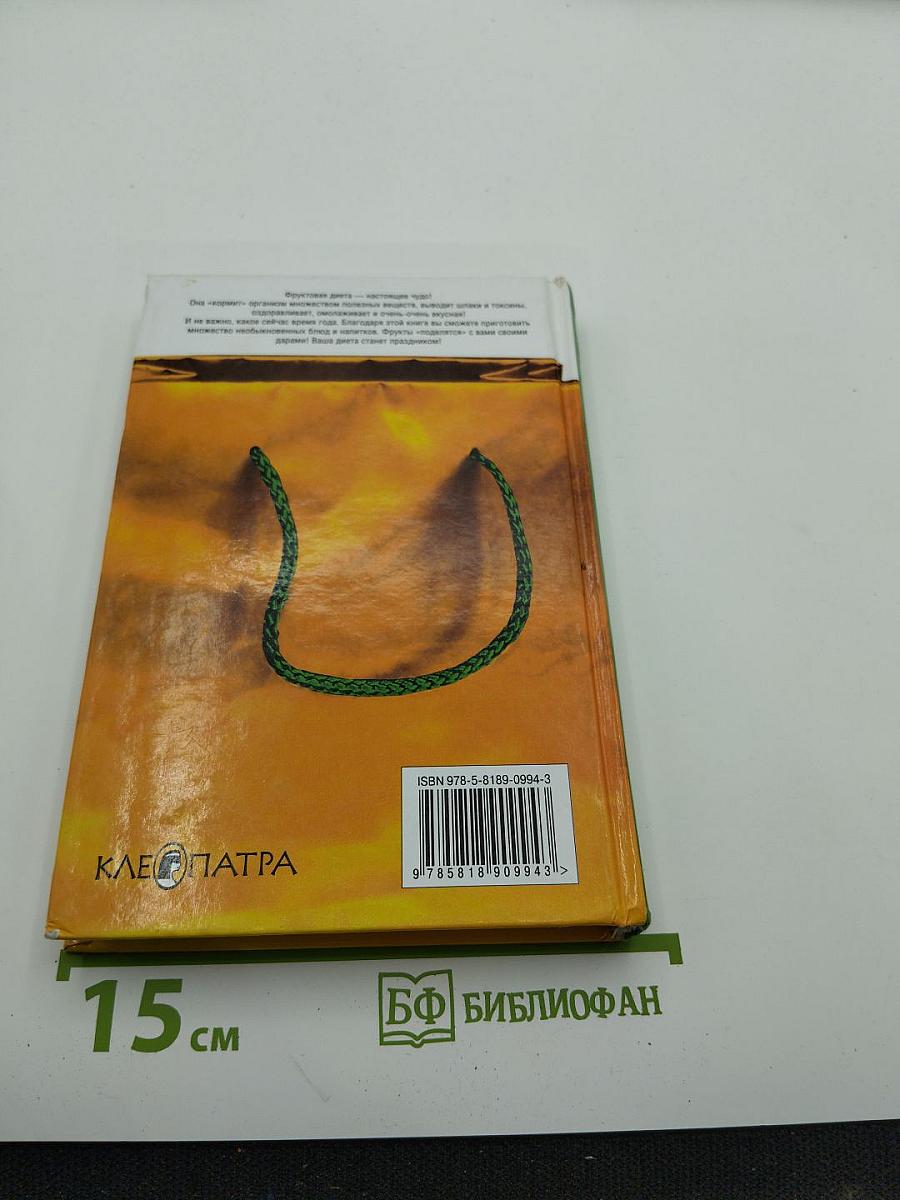 Фруктовая диета — настоящее чудо!
Она «кормит» организм множеством полезных веществ, выводит шлаки и токсины,
оздоравливает, омолаживает и очень-очень вкусная!
И не важно, какое сейчас время года. Благодаря этой книге вы сможете приготовить
множество необыкновенных блюд и напитков. Фрукты «поделятся» с вами своими
дарами! Ваша диета станет праздником!
ISBN 978-5-8189-0994-3
9 785818 909943 >
КЛЕОПАТРА
15 см
БФ БИБЛИОФАН